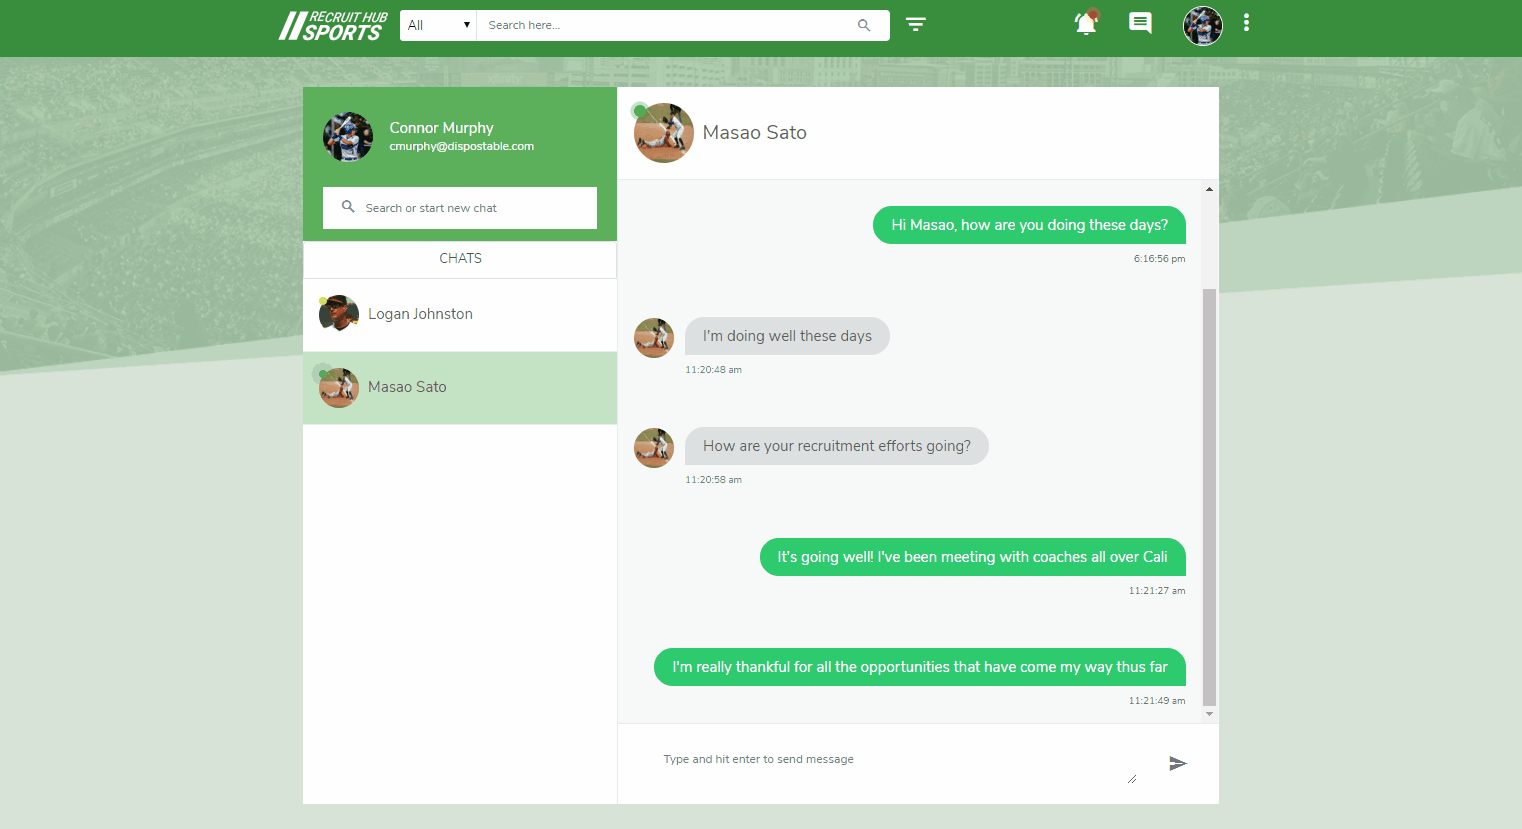 RECRUIT HUB
SPORTS
All
Search here...
Connor Murphy
cmurphy@dispostable.com
Search or start new chat
CHATS
Logan Johnston
Masao Sato
Masao Sato
Hi Masao, how are you doing these days?
6:16:56 pm
I'm doing well these days
11:20:48 am
How are your recruitment efforts going?
11:20:58 am
It's going well! I've been meeting with coaches all over Cali
11:21:27 am
I'm really thankful for all the opportunities that have come my way thus far
11:21:49 am
Type and hit enter to send message